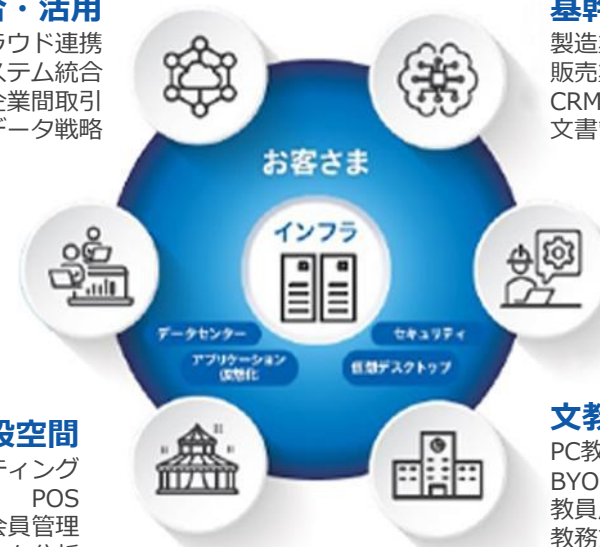 合・活用
ラウド連携
ステム統合
企業間取引
データ戦略
基幹
製造
販売
CRM
文書
お客さま
インフラ
データセンター
セキュリティ
アプリケーション
仮想化
仮想デスクトップ
設空間
ティング
POS
会員管理
文教
PC教
BYO
教員
教務